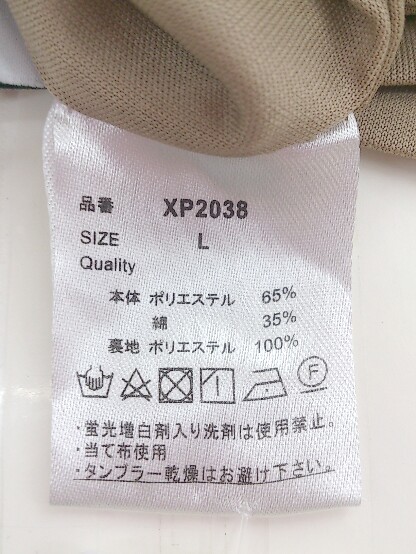 品番 XP2038
SIZE L
Quality
本体 ポリエステル 65%
綿 35%
裏地 ポリエステル 100%
F
・蛍光増白剤入り洗剤は使用禁止。
・当て布使用
・タンブラー乾燥はお避け下さい。